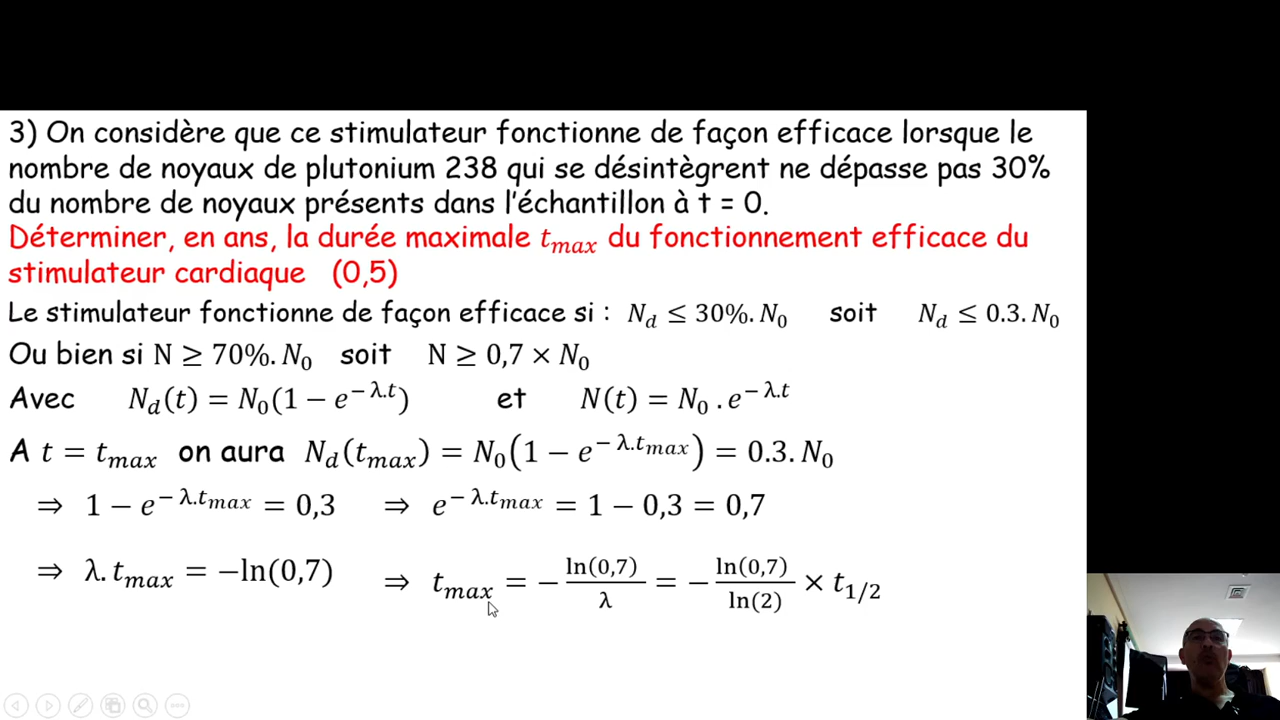 3) On considère que ce stimulateur fonctionne de façon efficace lorsque le
nombre de noyaux de plutonium 238 qui se désintègrent ne dépasse pas 30%
du nombre de noyaux présents dans l'échantillon à t = 0.
Déterminer, en ans, la durée maximale t_max du fonctionnement efficace du
stimulateur cardiaque (0,5)
Le stimulateur fonctionne de façon efficace si : N_d ≤ 30%. N_0 soit N_d ≤ 0.3. N_0
Ou bien si N ≥ 70%. N_0 soit N ≥ 0,7 × N_0
Avec N_d(t) = N_0(1 − e^{−λ.t}) et N(t) = N_0 . e^{−λ.t}
A t = t_max on aura N_d(t_max) = N_0(1 − e^{−λ.t_max}) = 0.3. N_0
⇒ 1 − e^{−λ.t_max} = 0,3 ⇒ e^{−λ.t_max} = 1 − 0,3 = 0,7
⇒ λ. t_max = −ln(0,7) ⇒ t_max = − ln(0,7)/λ = − ln(0,7)/ln(2) × t_{1/2}